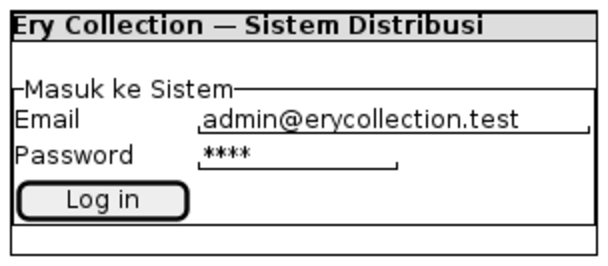 Ery Collection — Sistem Distribusi
Masuk ke Sistem
Email admin@erycollection.test
Password ****
Log in